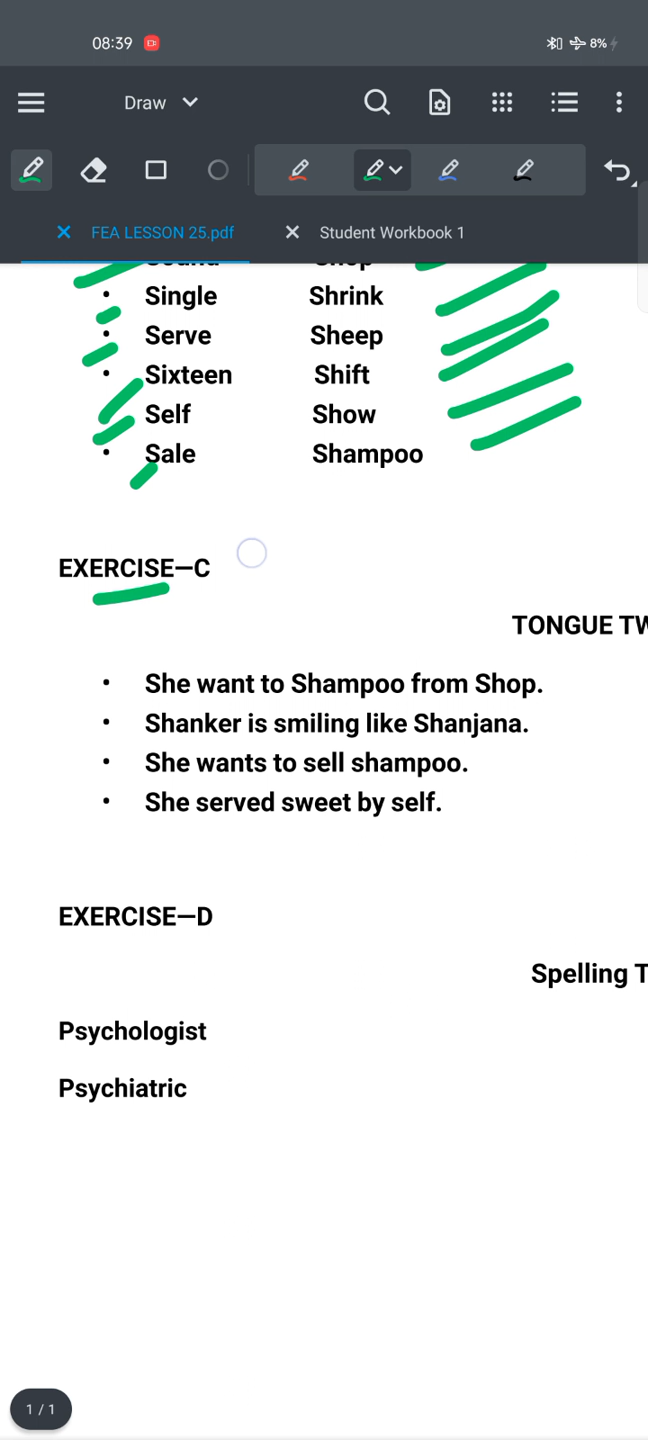 08:39
8%
Draw
FEA LESSON 25.pdf Student Workbook 1
Single Shrink
Serve Sheep
Sixteen Shift
Self Show
Sale Shampoo
EXERCISE—C
TONGUE TW
She want to Shampoo from Shop.
Shanker is smiling like Shanjana.
She wants to sell shampoo.
She served sweet by self.
EXERCISE—D
Spelling T
Psychologist
Psychiatric
1 / 1